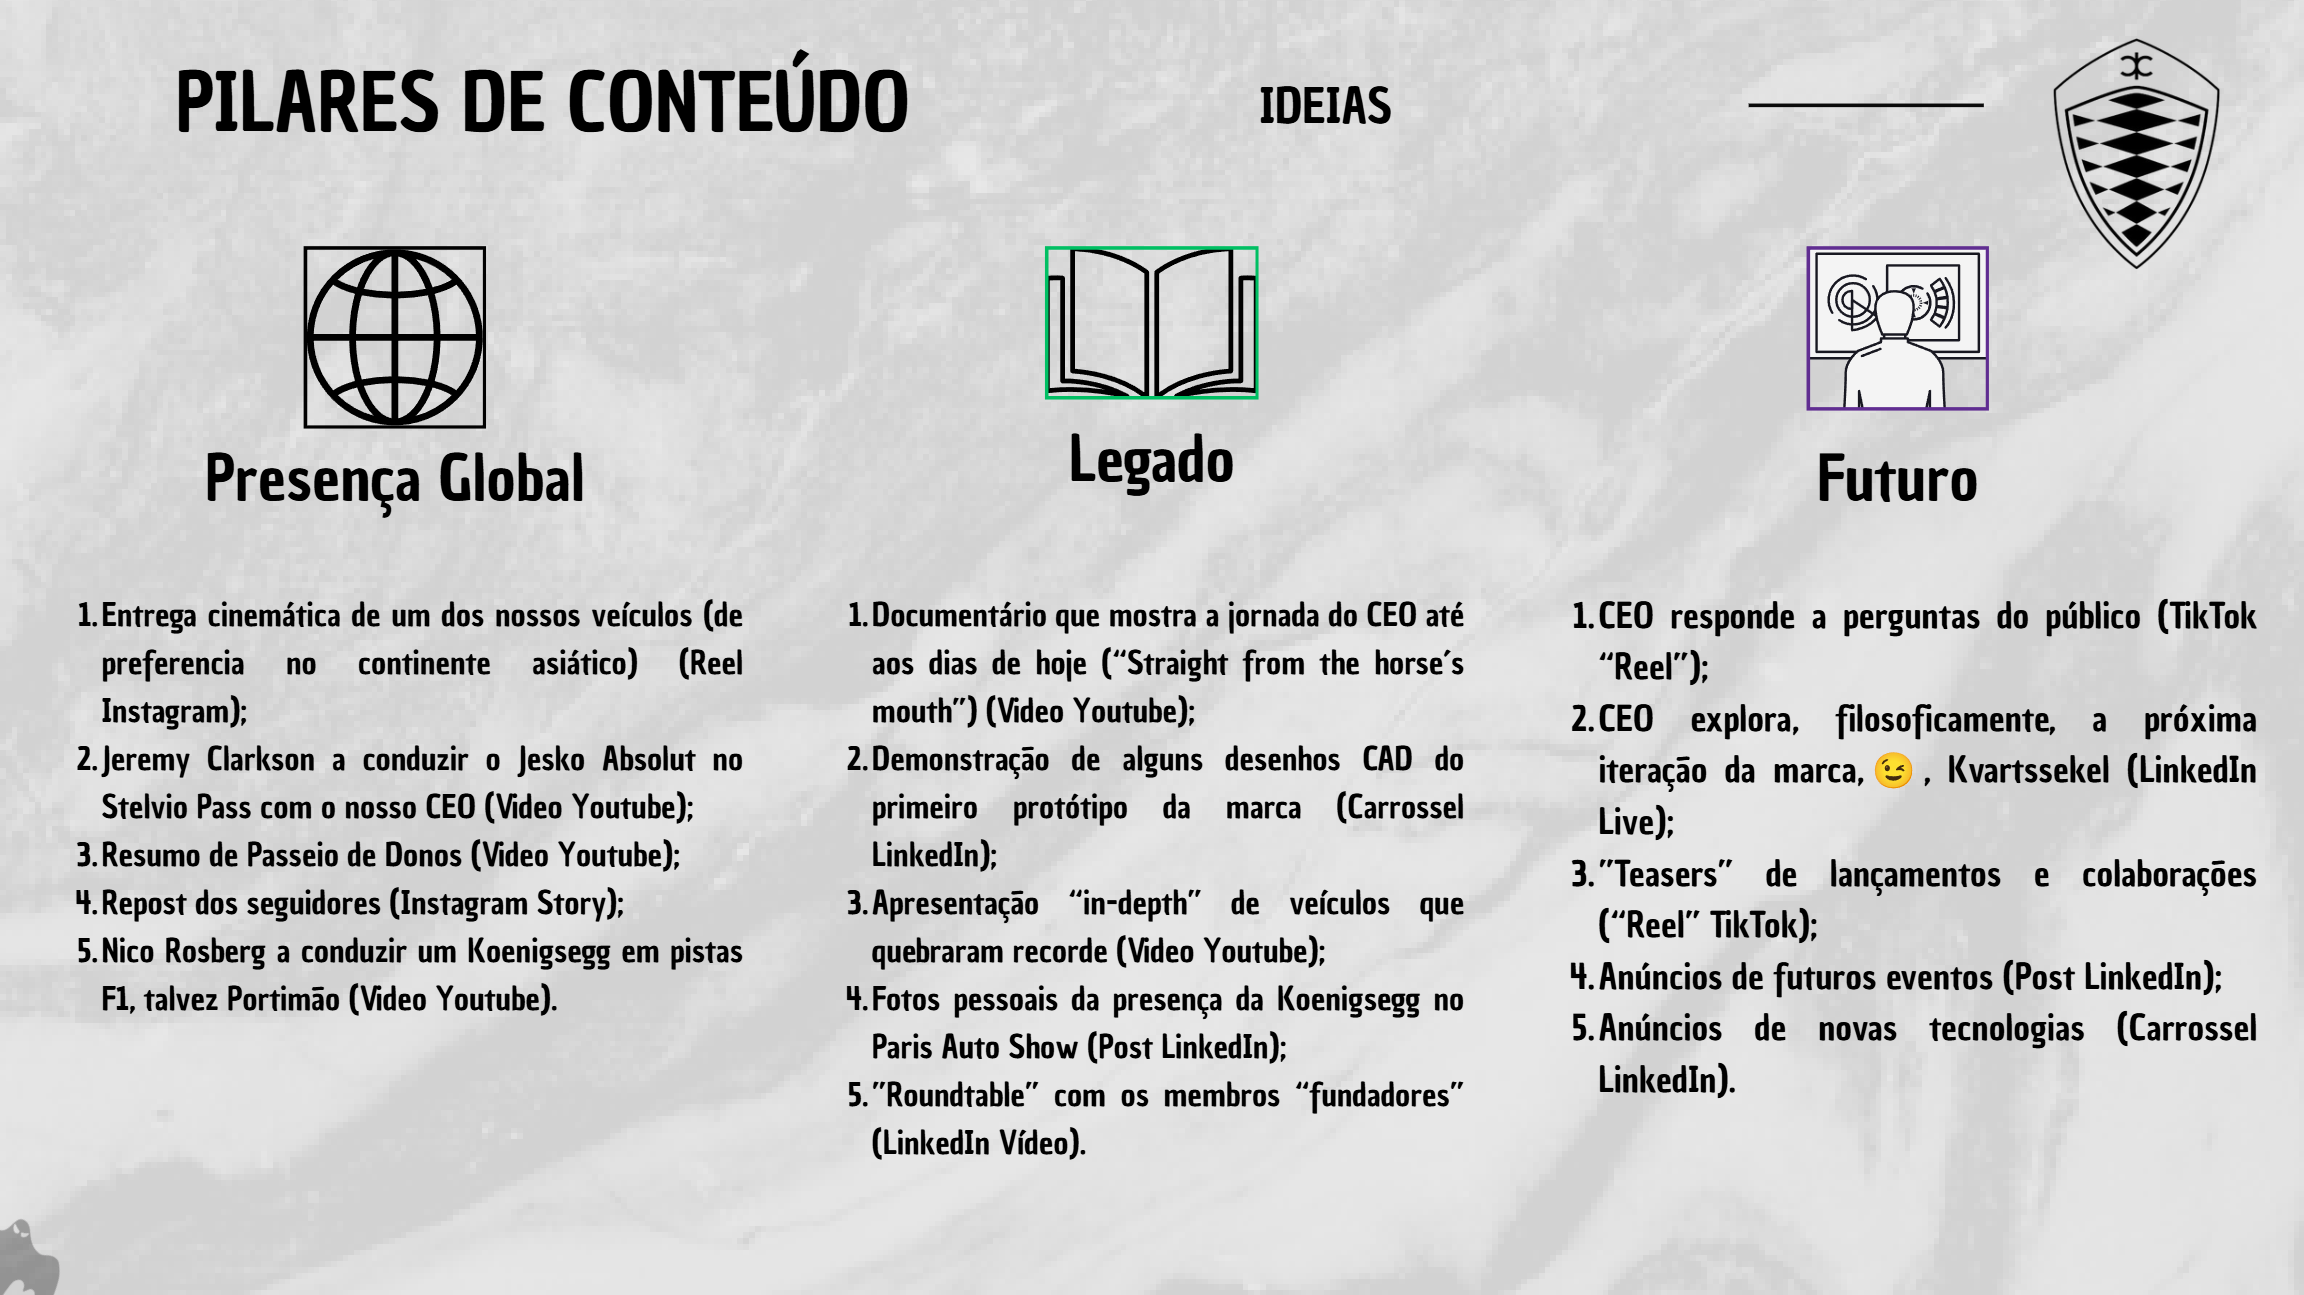 PILARES DE CONTEÚDO
IDEIAS
Presença Global
1. Entrega cinemática de um dos nossos veículos (de
preferencia no continente asiático) (Reel
Instagram);
2. Jeremy Clarkson a conduzir o Jesko Absolut no
Stelvio Pass com o nosso CEO (Video Youtube);
3. Resumo de Passeio de Donos (Video Youtube);
4. Repost dos seguidores (Instagram Story);
5. Nico Rosberg a conduzir um Koenigsegg em pistas
F1, talvez Portimão (Video Youtube).
Legado
1. Documentário que mostra a jornada do CEO até
aos dias de hoje (“Straight from the horse´s
mouth”) (Video Youtube);
2. Demonstração de alguns desenhos CAD do
primeiro protótipo da marca (Carrossel
LinkedIn);
3. Apresentação “in-depth” de veículos que
quebraram recorde (Video Youtube);
4. Fotos pessoais da presença da Koenigsegg no
Paris Auto Show (Post LinkedIn);
5. ”Roundtable” com os membros “fundadores”
(LinkedIn Vídeo).
Futuro
1. CEO responde a perguntas do público (TikTok
“Reel”);
2. CEO explora, filosoficamente, a próxima
iteração da marca, 😉 , Kvartssekel (LinkedIn
Live);
3. ”Teasers” de lançamentos e colaborações
(“Reel” TikTok);
4. Anúncios de futuros eventos (Post LinkedIn);
5. Anúncios de novas tecnologias (Carrossel
LinkedIn).